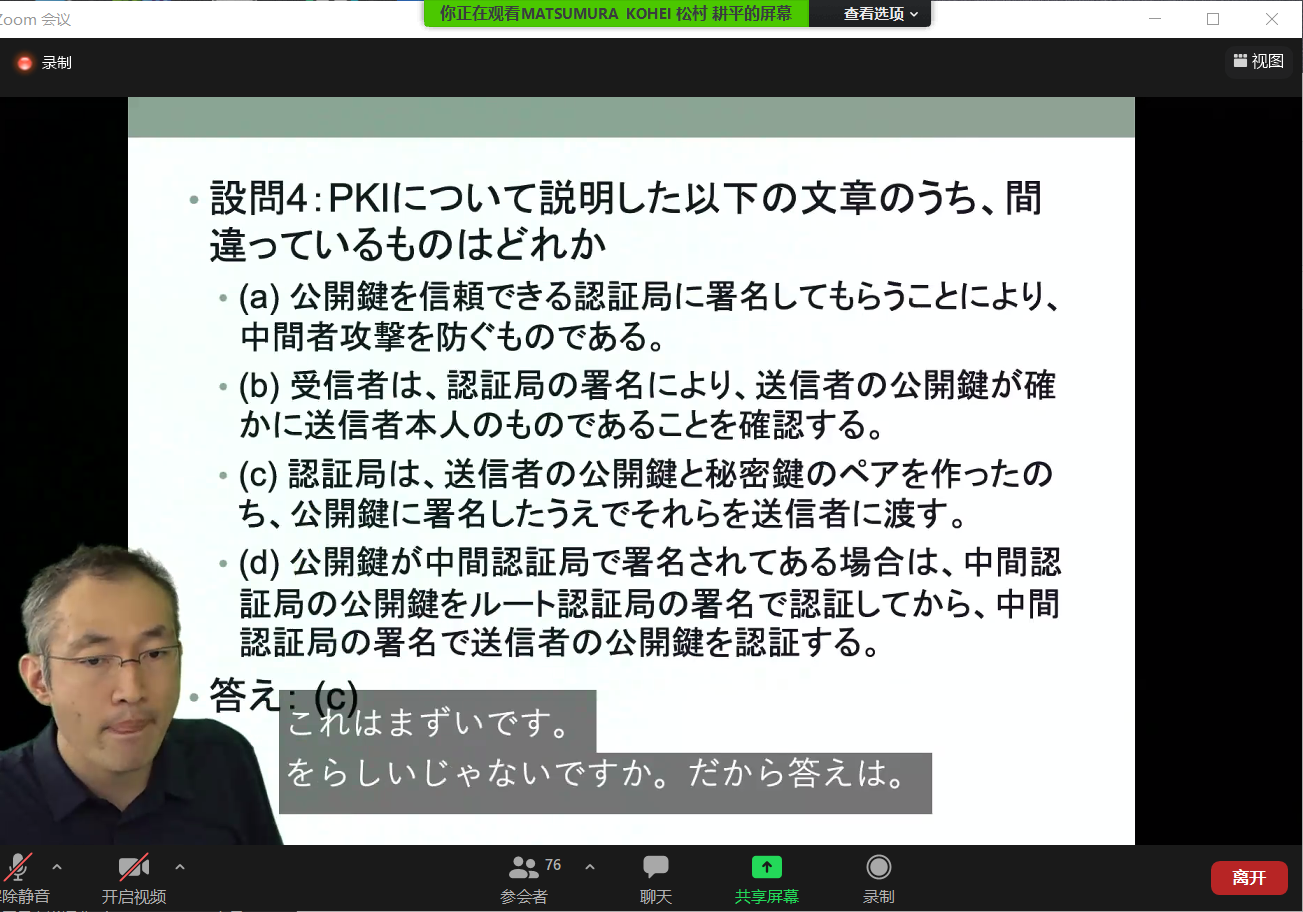 Zoom 会议
你正在观看MATSUMURA KOHEI 松村 耕平的屏幕
查看选项
录制
视图
• 設問4：PKIについて説明した以下の文章のうち、間
違っているものはどれか
• (a) 公開鍵を信頼できる認証局に署名してもらうことにより、
中間者攻撃を防ぐものである。
• (b) 受信者は、認証局の署名により、送信者の公開鍵が確
かに送信者本人のものであることを確認する。
• (c) 認証局は、送信者の公開鍵と秘密鍵のペアを作ったの
ち、公開鍵に署名したうえでそれらを送信者に渡す。
• (d) 公開鍵が中間認証局で署名されてある場合は、中間認
証局の公開鍵をルート認証局の署名で認証してから、中間
認証局の署名で送信者の公開鍵を認証する。
• 答え： (c)
これはまずいです。
をらしいじゃないですか。だから答えは。
解除静音
开启视频
76
参会者
聊天
共享屏幕
录制
离开